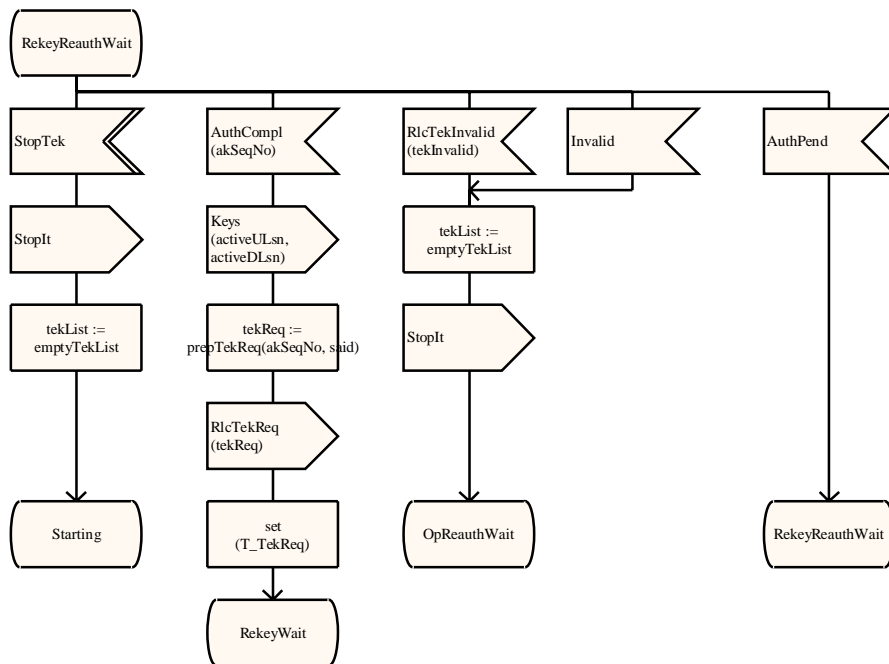 RekeyReauthWait
StopTek
AuthCompl
(akSeqNo)
RlcTekInvalid
(tekInvalid)
Invalid
AuthPend
StopIt
Keys
(activeULsn,
activeDLsn)
tekList :=
emptyTekList
tekList :=
emptyTekList
tekReq :=
prepTekReq(akSeqNo, said)
StopIt
RlcTekReq
(tekReq)
Starting
set
(T_TekReq)
OpReauthWait
RekeyReauthWait
RekeyWait